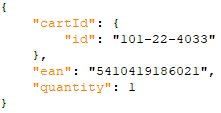 {
    "cartId": {
        "id": "101-22-4033"
    },
    "ean": "5410419186021",
    "quantity": 1
}